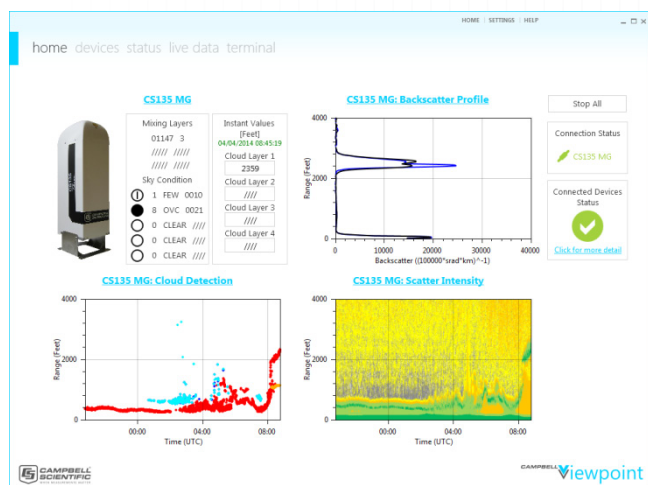 HOME | SETTINGS | HELP
home devices status live data terminal
CS135 MG
Mixing Layers
01147 3
///// /////
///// /////
Sky Condition
1 FEW 0010
8 OVC 0021
0 CLEAR ////
0 CLEAR ////
0 CLEAR ////
Instant Values
[Feet]
04/04/2014 08:45:19
Cloud Layer 1
2359
Cloud Layer 2
////
Cloud Layer 3
////
Cloud Layer 4
////
CS135 MG: Backscatter Profile
Range (Feet)
4000
2000
0
0 10000 20000 30000 40000
Backscatter ((100000*srad*km)^-1)
Stop All
Connection Status
CS135 MG
Connected Devices
Status
Click for more detail
CS135 MG: Cloud Detection
Range (Feet)
4000
2000
0
00:00 04:00 08:00
Time (UTC)
CS135 MG: Scatter Intensity
Range (Feet)
4000
2000
0
00:00 04:00 08:00
Time (UTC)
CAMPBELL
SCIENTIFIC
CAMPBELL Viewpoint